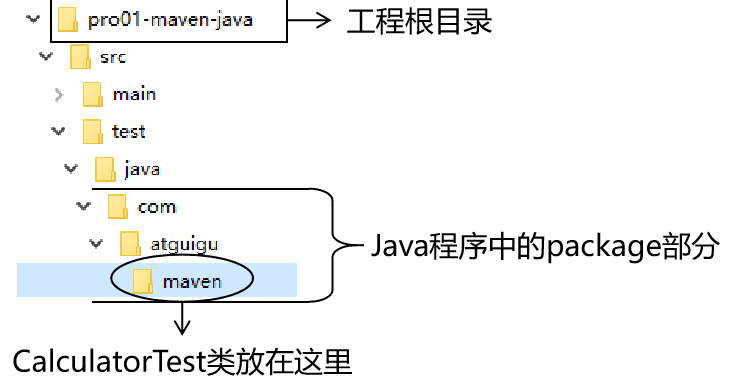 pro01-maven-java 工程根目录
src
main
test
java
com
atguigu
Java程序中的package部分
maven
CalculatorTest类放在这里